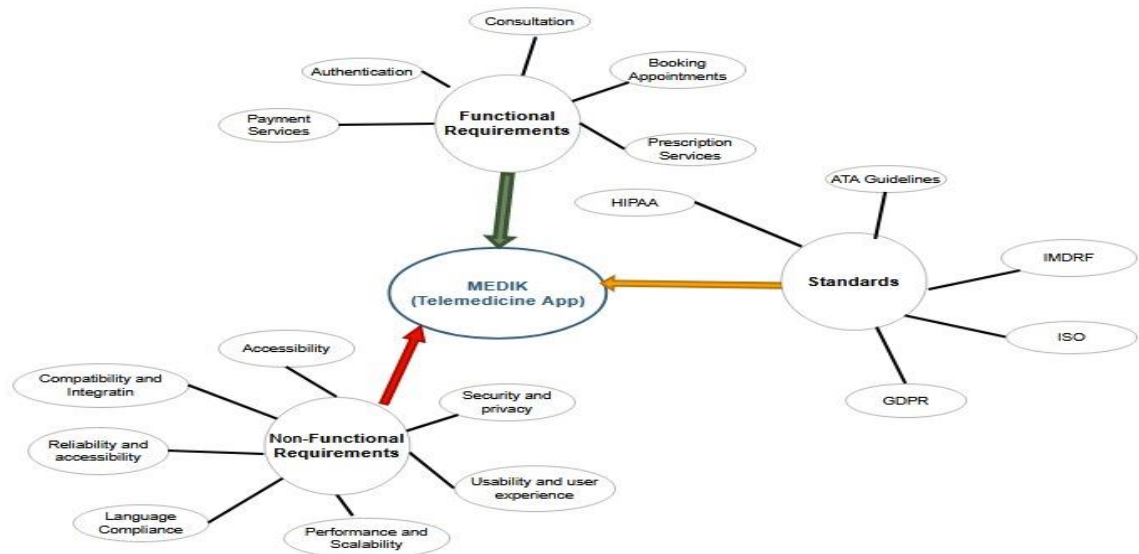 Consultation
Authentication
Booking
Appointments
Functional
Requirements
Payment
Services
Prescription
Services
ATA Guidelines
HIPAA
IMDRF
Standards
MEDIK
(Telemedicine App)
ISO
GDPR
Accessibility
Compatibility and
Integratin
Security and
privacy
Non-Functional
Requirements
Reliability and
accessibility
Usability and user
experience
Language
Compliance
Performance and
Scalability